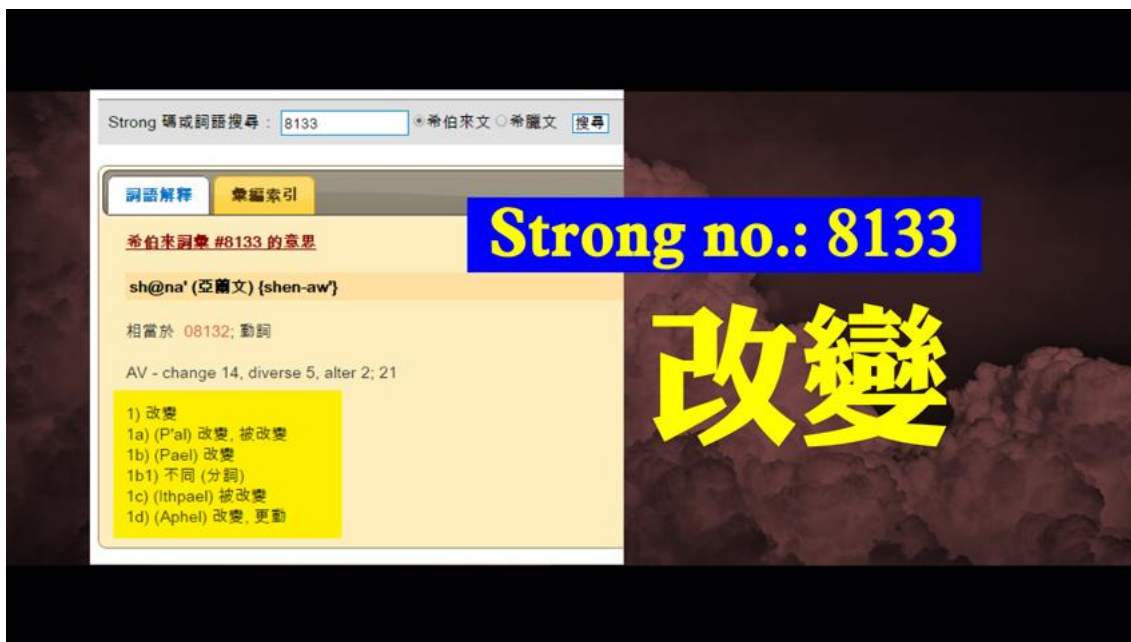 Strong 碼或詞語搜尋： 8133 希伯來文 希臘文 搜尋
詞語解釋 彙編索引
希伯來詞彙 #8133 的意思
sh@na' (亞蘭文) {shen-aw'}
相當於 08132; 動詞
AV - change 14, diverse 5, alter 2; 21
1) 改變
1a) (P'al) 改變, 被改變
1b) (Pael) 改變
1b1) 不同 (分詞)
1c) (Ithpael) 被改變
1d) (Aphel) 改變, 更動
Strong no.: 8133
改變